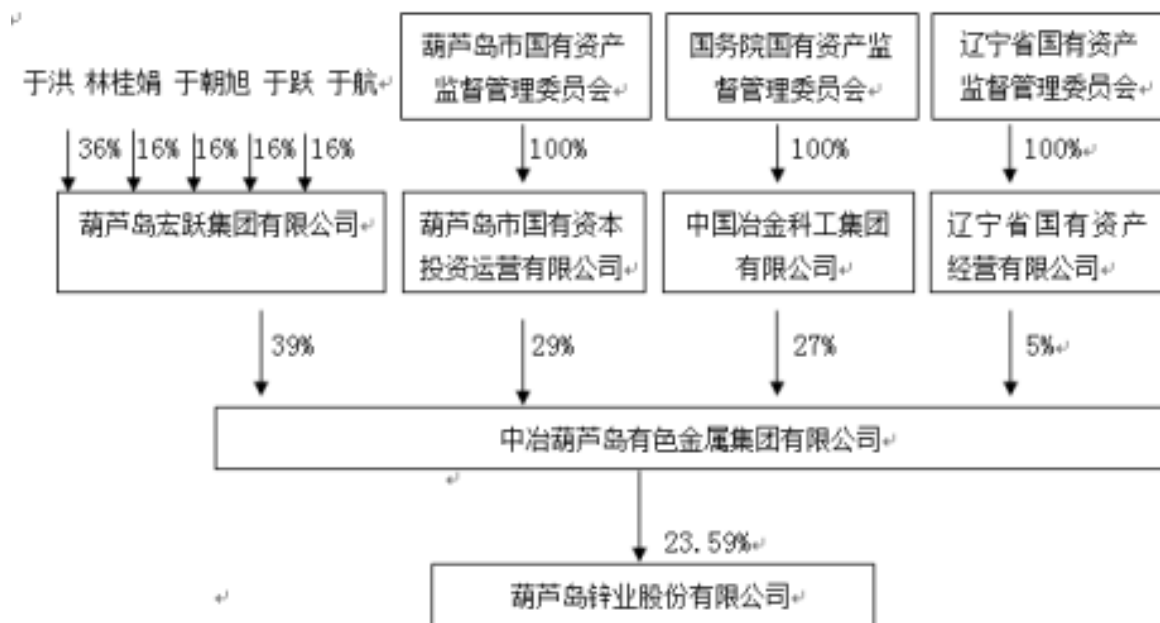 葫芦岛市国有资产
监督管理委员会
国务院国有资产监
督管理委员会
辽宁省国有资产
监督管理委员会
于洪 林桂娟 于朝旭 于跃 于航
36% 16% 16% 16% 16%
100%
100%
100%
葫芦岛宏跃集团有限公司
葫芦岛市国有资本
投资运营有限公司
中国冶金科工集团
有限公司
辽宁省国有资产
经营有限公司
39%
29%
27%
5%
中冶葫芦岛有色金属集团有限公司
23.59%
葫芦岛锌业股份有限公司